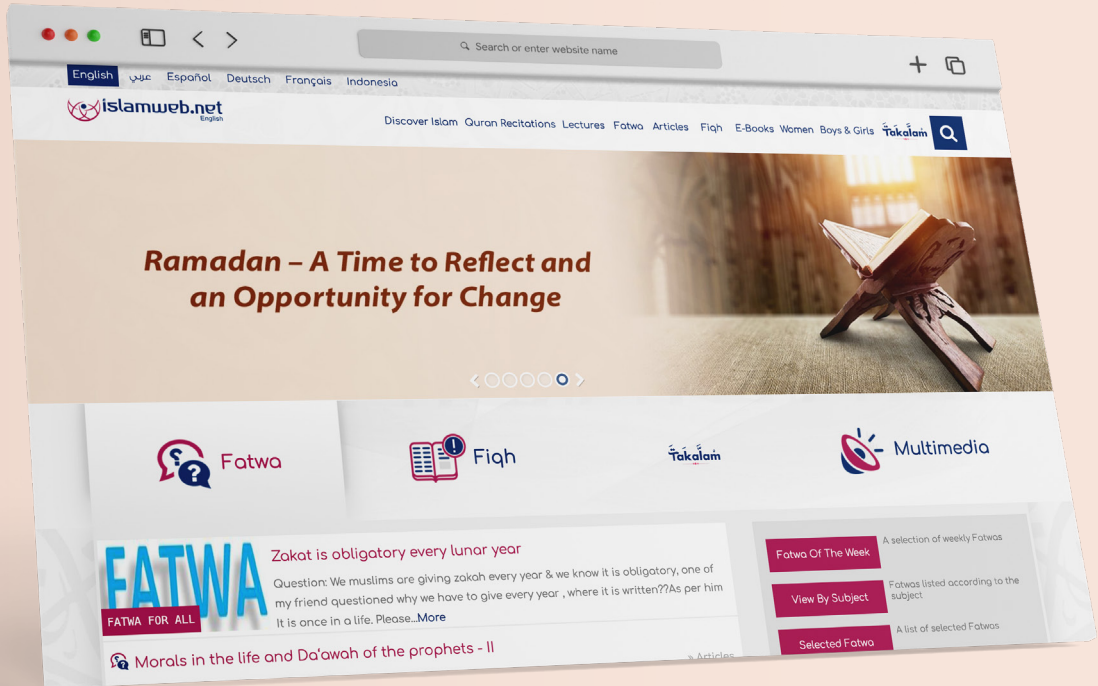 Search or enter website name
English عربي Español Deutsch Français Indonesia
islamweb.net
English
Discover Islam Quran Recitations Lectures Fatwa Articles Fiqh E-Books Women Boys & Girls Takalam
Ramadan – A Time to Reflect and
an Opportunity for Change
Fatwa
Fiqh
Takalam
Multimedia
FATWA
FATWA FOR ALL
Zakat is obligatory every lunar year
Question: We muslims are giving zakah every year & we know it is obligatory, one of
my friend questioned why we have to give every year , where it is written??As per him
It is once in a life. Please...More
Morals in the life and Da'awah of the prophets - II
» Articles
Fatwa Of The Week
A selection of weekly Fatwas
View By Subject
Fatwas listed according to the
subject
Selected Fatwa
A list of selected Fatwas